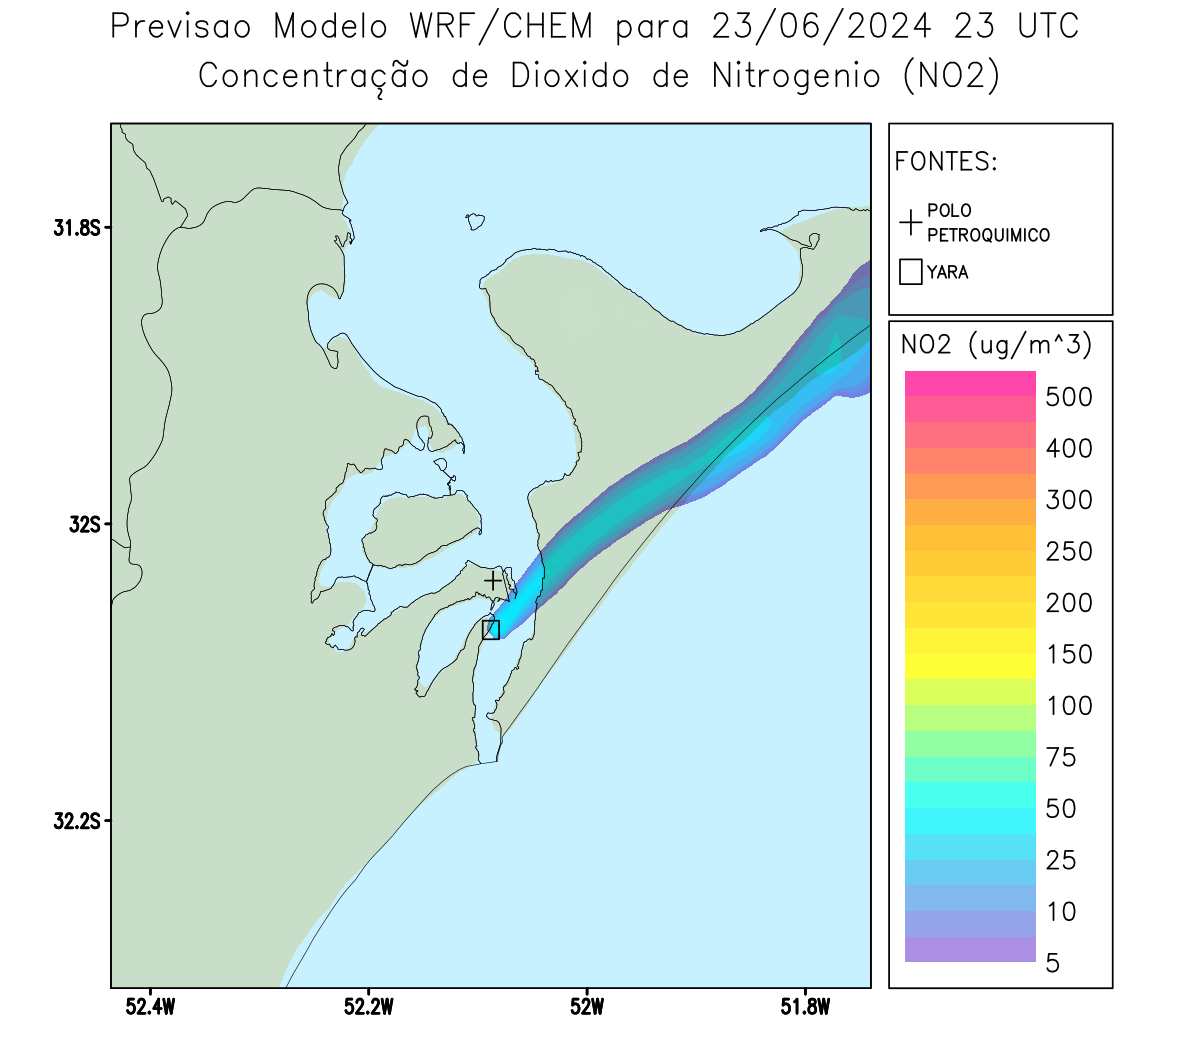 Previsao Modelo WRF/CHEM para 23/06/2024 23 UTC
Concentração de Dioxido de Nitrogenio (NO2)
FONTES:
POLO
PETROQUIMICO
YARA
NO2 (ug/m^3)
500
400
300
250
200
150
100
75
50
25
10
5
31.8S
32S
32.2S
52.4W
52.2W
52W
51.8W